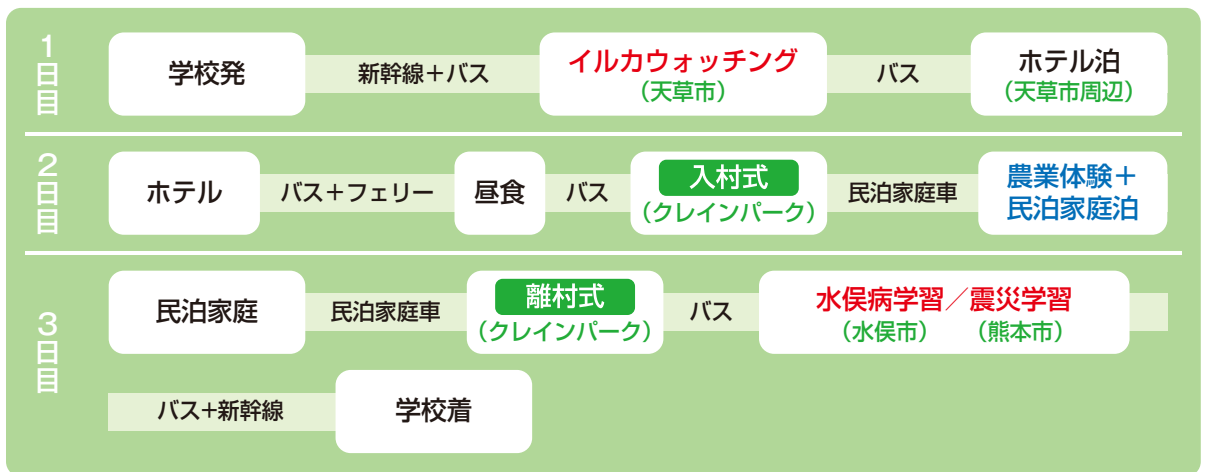 1日目
学校発
新幹線＋バス
イルカウォッチング
（天草市）
バス
ホテル泊
（天草市周辺）
2日目
ホテル
バス＋フェリー
昼食
バス
入村式
（クレインパーク）
民泊家庭車
農業体験＋
民泊家庭泊
3日目
民泊家庭
民泊家庭車
離村式
（クレインパーク）
バス
水俣病学習／震災学習
（水俣市）　（熊本市）
バス+新幹線
学校着